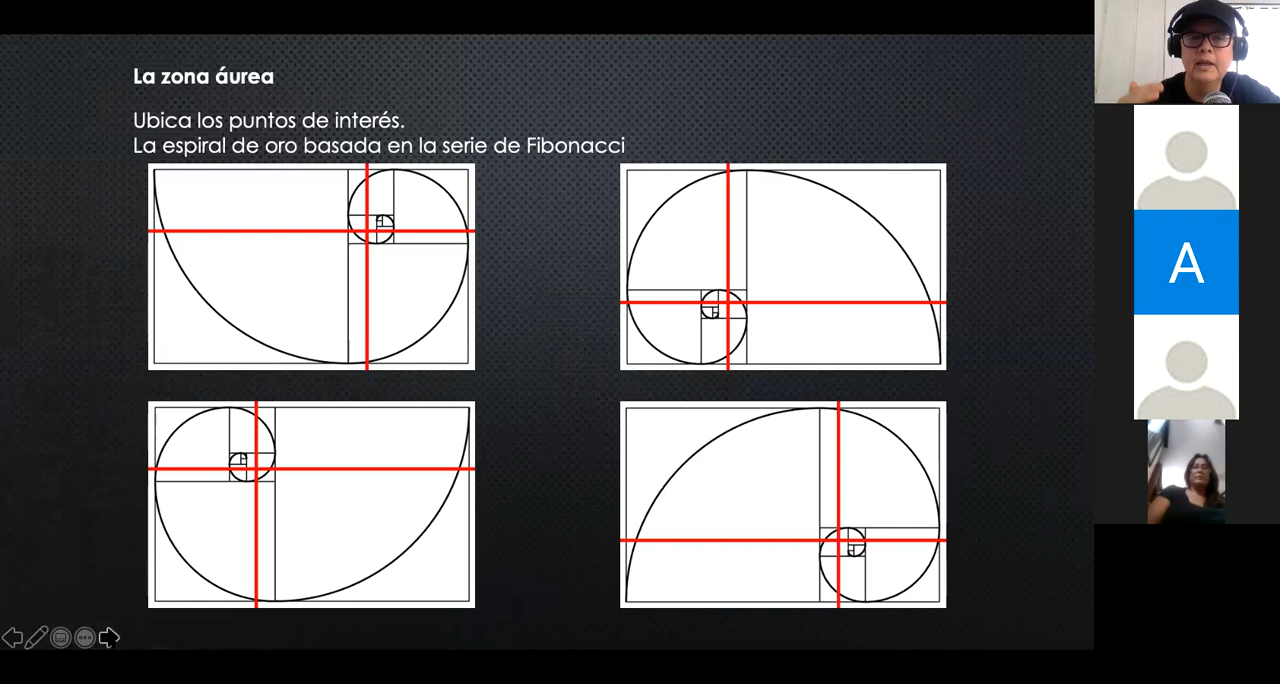 La zona áurea
Ubica los puntos de interés.
La espiral de oro basada en la serie de Fibonacci
A